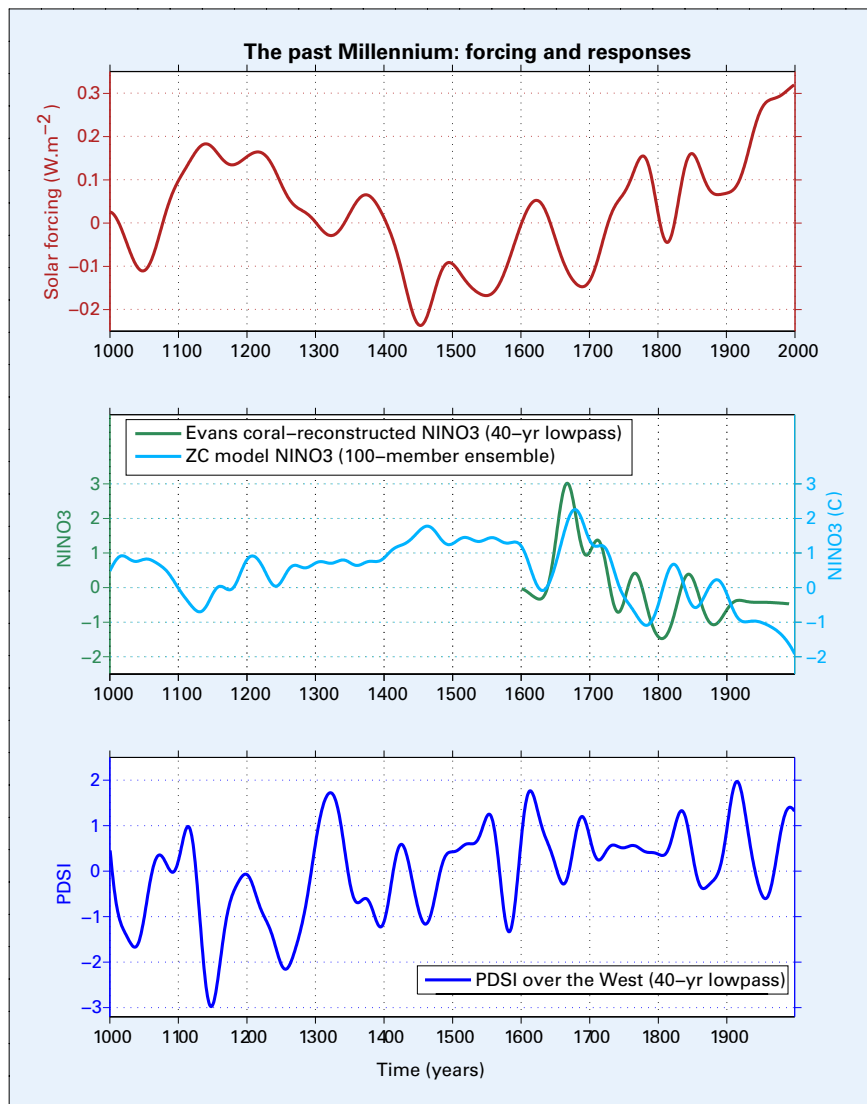 The past Millennium: forcing and responses
Solar forcing (W.m−2)
0.3
0.2
0.1
0
−0.1
−02
1000 1100 1200 1300 1400 1500 1600 1700 1800 1900 2000
Evans coral−reconstructed NINO3 (40−yr lowpass)
ZC model NINO3 (100−member ensemble)
NINO3
3
2
1
0
−1
−2
NINO3 (C)
3
2
1
0
−1
−2
1000 1100 1200 1300 1400 1500 1600 1700 1800 1900
PDSI
2
1
0
−1
−2
−3
PDSI over the West (40−yr lowpass)
1000 1100 1200 1300 1400 1500 1600 1700 1800 1900
Time (years)